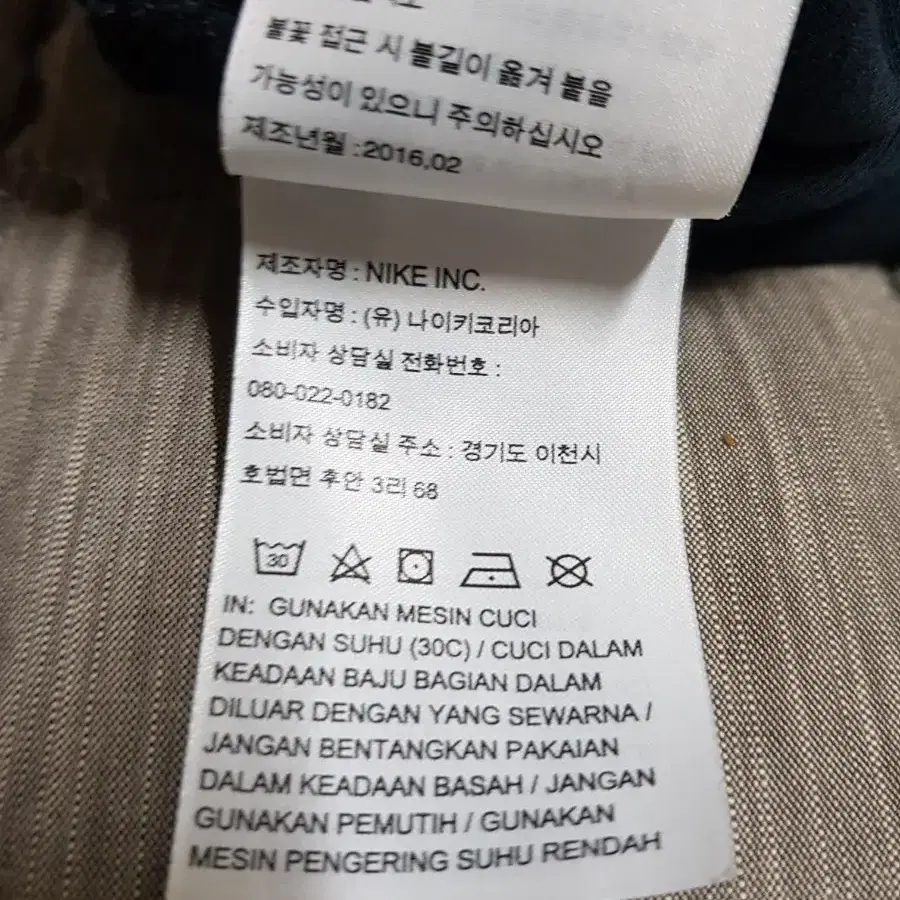 불꽃 접근 시 불길이 옮겨 붙을
가능성이 있으니 주의하십시오
제조년월 :2016.02
제조자명 : NIKE INC.
수입자명 : (유) 나이키코리아
소비자 상담실 전화번호 :
080-022-0182
소비자 상담실 주소 : 경기도 이천시
호법면 후안 3리 68
30
IN: GUNAKAN MESIN CUCI
DENGAN SUHU (30C) / CUCI DALAM
KEADAAN BAJU BAGIAN DALAM
DILUAR DENGAN YANG SEWARNA /
JANGAN BENTANGKAN PAKAIAN
DALAM KEADAAN BASAH / JANGAN
GUNAKAN PEMUTIH / GUNAKAN
MESIN PENGERING SUHU RENDAH